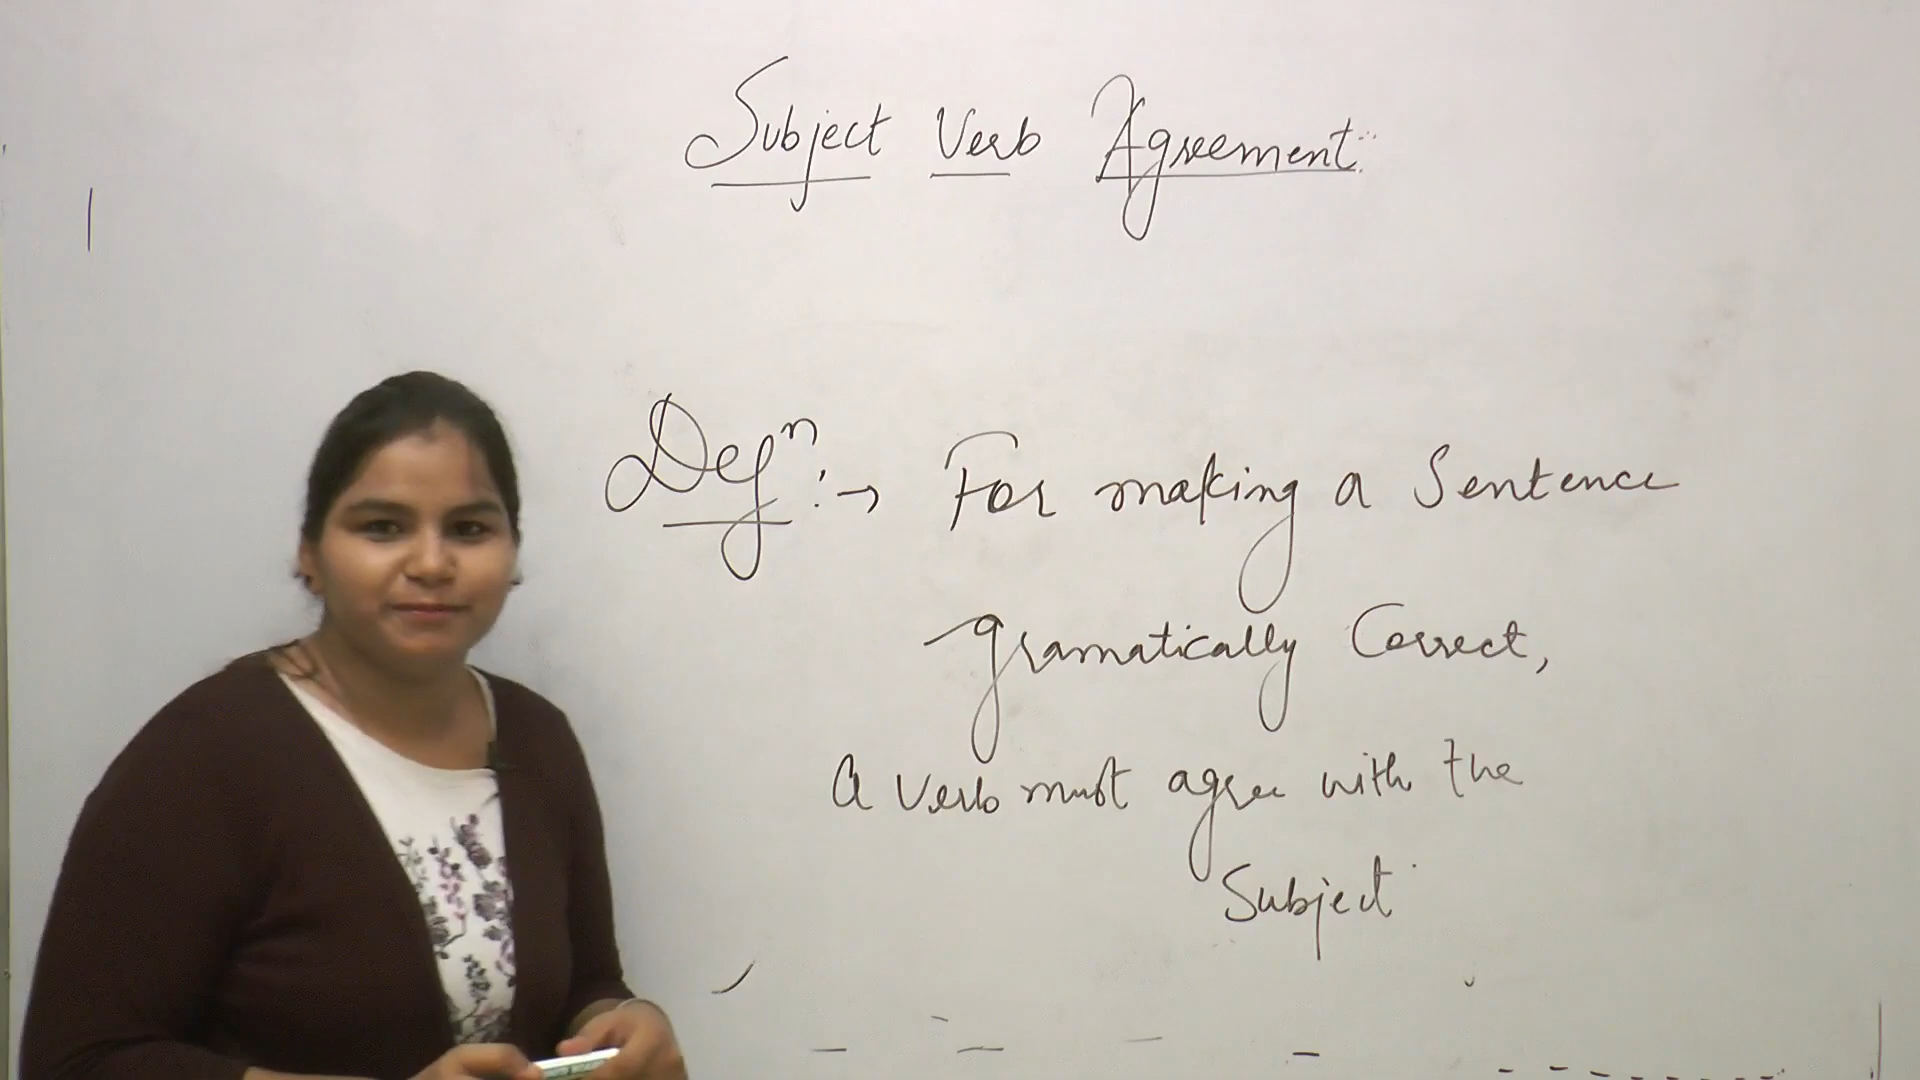 Subject Verb Agreement
Defⁿ :→ For making a Sentence
gramatically Correct,
A Verb must agree with the
Subject